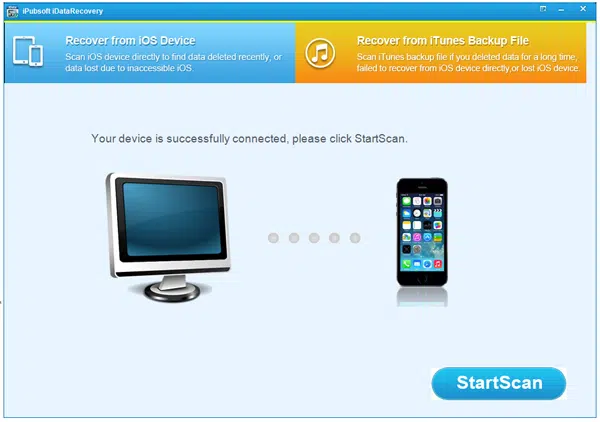 iPubsoft iDataRecovery
Recover from iOS Device
Scan iOS device directly to find data deleted recently, or
data lost due to inaccessible iOS.
Recover from iTunes Backup File
Scan iTunes backup file if you deleted data for a long time,
failed to recover from iOS device directly,or lost iOS device.
Your device is successfully connected, please click StartScan.
StartScan